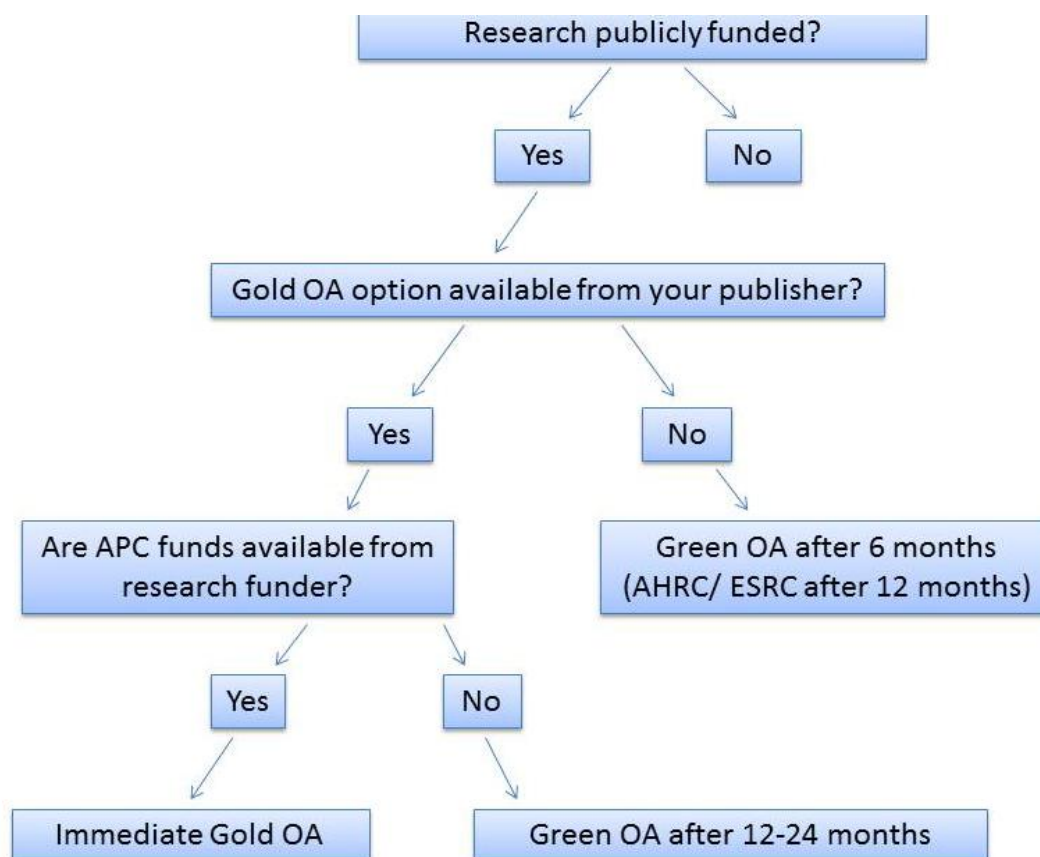 Research publicly funded?
Yes
No
Gold OA option available from your publisher?
Yes
No
Are APC funds available from
research funder?
Green OA after 6 months
(AHRC/ ESRC after 12 months)
Yes
No
Immediate Gold OA
Green OA after 12-24 months